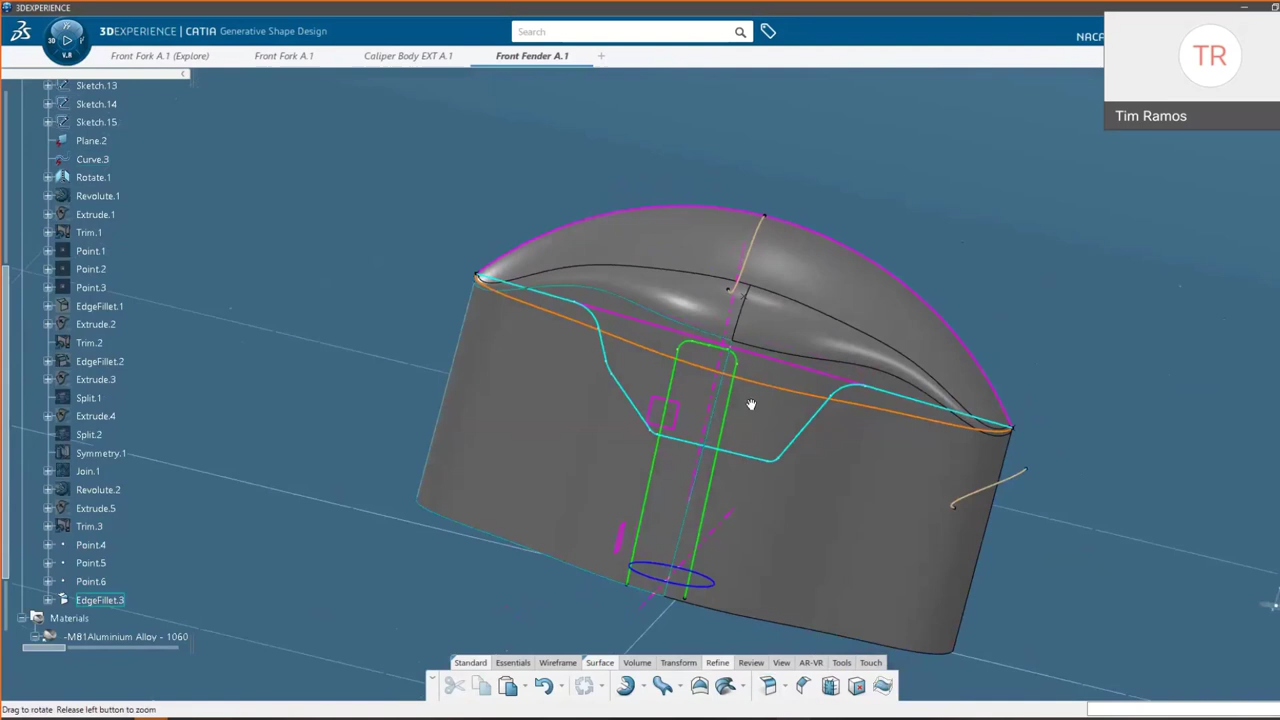 3DEXPERIENCE
3DEXPERIENCE | CATIA Generative Shape Design
Search
3D
V.R
NACA
TR
Tim Ramos
Front Fork A.1 (Explore)
Front Fork A.1
Caliper Body EXT A.1
Front Fender A.1
Sketch.13
Sketch.14
Sketch.15
Plane.2
Curve.3
Rotate.1
Revolute.1
Extrude.1
Trim.1
Point.1
Point.2
Point.3
EdgeFillet.1
Extrude.2
Trim.2
EdgeFillet.2
Extrude.3
Split.1
Extrude.4
Split.2
Symmetry.1
Join.1
Revolute.2
Extrude.5
Trim.3
Point.4
Point.5
Point.6
EdgeFillet.3
Materials
-M81Aluminium Alloy - 1060
Standard Essentials Wireframe Surface Volume Transform Refine Review View AR-VR Tools Touch
Drag to rotate Release left button to zoom